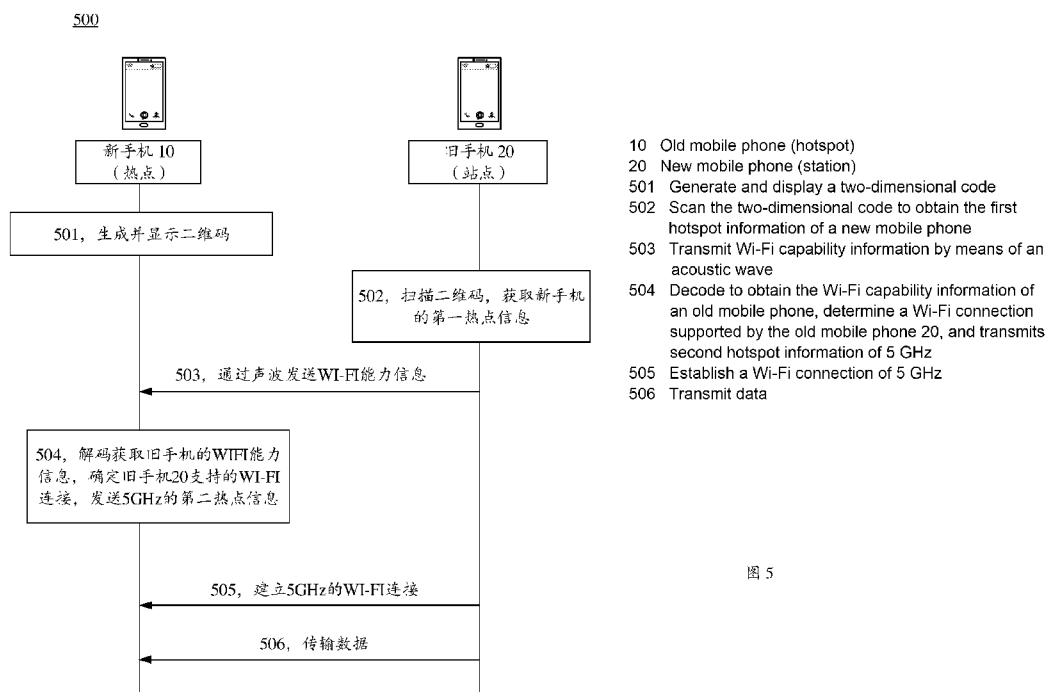 500
新手机 10
（热点）
旧手机 20
（站点）
501，生成并显示二维码
502，扫描二维码，获取新手机
的第一热点信息
503，通过声波发送WI-FI能力信息
504，解码获取旧手机的WIFI能力
信息，确定旧手机20支持的WI-FI
连接，发送5GHz的第二热点信息
505，建立5GHz的WI-FI连接
506，传输数据
10 Old mobile phone (hotspot)
20 New mobile phone (station)
501 Generate and display a two-dimensional code
502 Scan the two-dimensional code to obtain the first
hotspot information of a new mobile phone
503 Transmit Wi-Fi capability information by means of an
acoustic wave
504 Decode to obtain the Wi-Fi capability information of
an old mobile phone, determine a Wi-Fi connection
supported by the old mobile phone 20, and transmits
second hotspot information of 5 GHz
505 Establish a Wi-Fi connection of 5 GHz
506 Transmit data
图 5